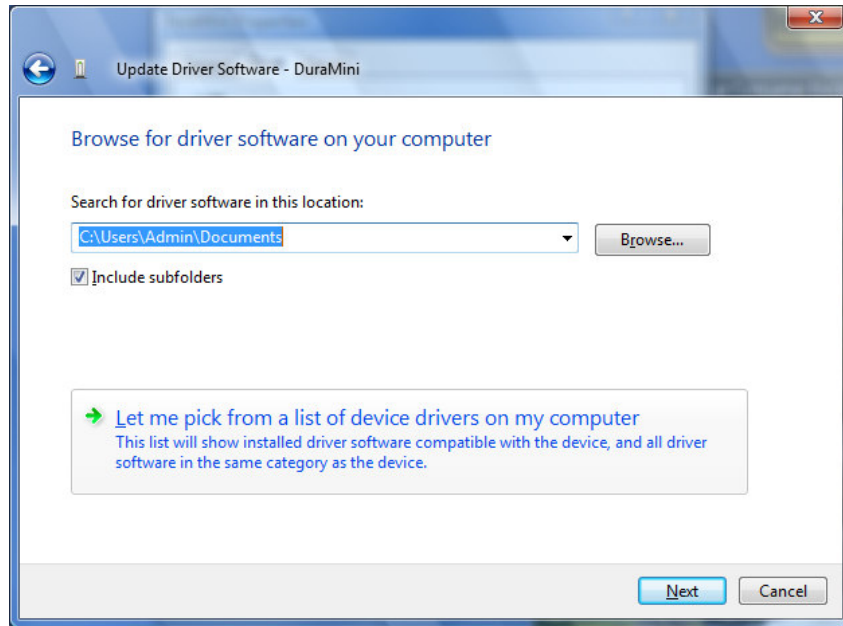 Update Driver Software - DuraMini
Browse for driver software on your computer
Search for driver software in this location:
C:\Users\Admin\Documents
Browse...
Include subfolders
Let me pick from a list of device drivers on my computer
This list will show installed driver software compatible with the device, and all driver
software in the same category as the device.
Next
Cancel